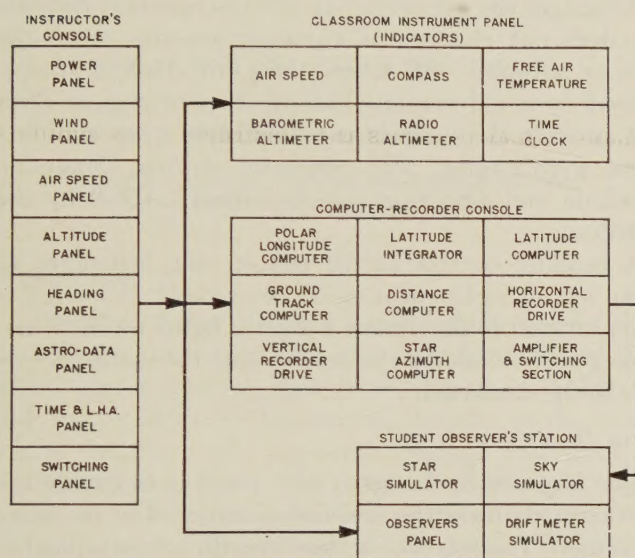 INSTRUCTOR'S
CONSOLE
POWER
PANEL
WIND
PANEL
AIR SPEED
PANEL
ALTITUDE
PANEL
HEADING
PANEL
ASTRO-DATA
PANEL
TIME & L.H.A.
PANEL
SWITCHING
PANEL
CLASSROOM INSTRUMENT PANEL
(INDICATORS)
AIR SPEED
COMPASS
FREE AIR
TEMPERATURE
BAROMETRIC
ALTIMETER
RADIO
ALTIMETER
TIME
CLOCK
COMPUTER-RECORDER CONSOLE
POLAR
LONGITUDE
COMPUTER
LATITUDE
INTEGRATOR
LATITUDE
COMPUTER
GROUND
TRACK
COMPUTER
DISTANCE
COMPUTER
HORIZONTAL
RECORDER
DRIVE
VERTICAL
RECORDER
DRIVE
STAR
AZIMUTH
COMPUTER
AMPLIFIER
& SWITCHING
SECTION
STUDENT OBSERVER'S STATION
STAR
SIMULATOR
SKY
SIMULATOR
OBSERVERS
PANEL
DRIFTMETER
SIMULATOR